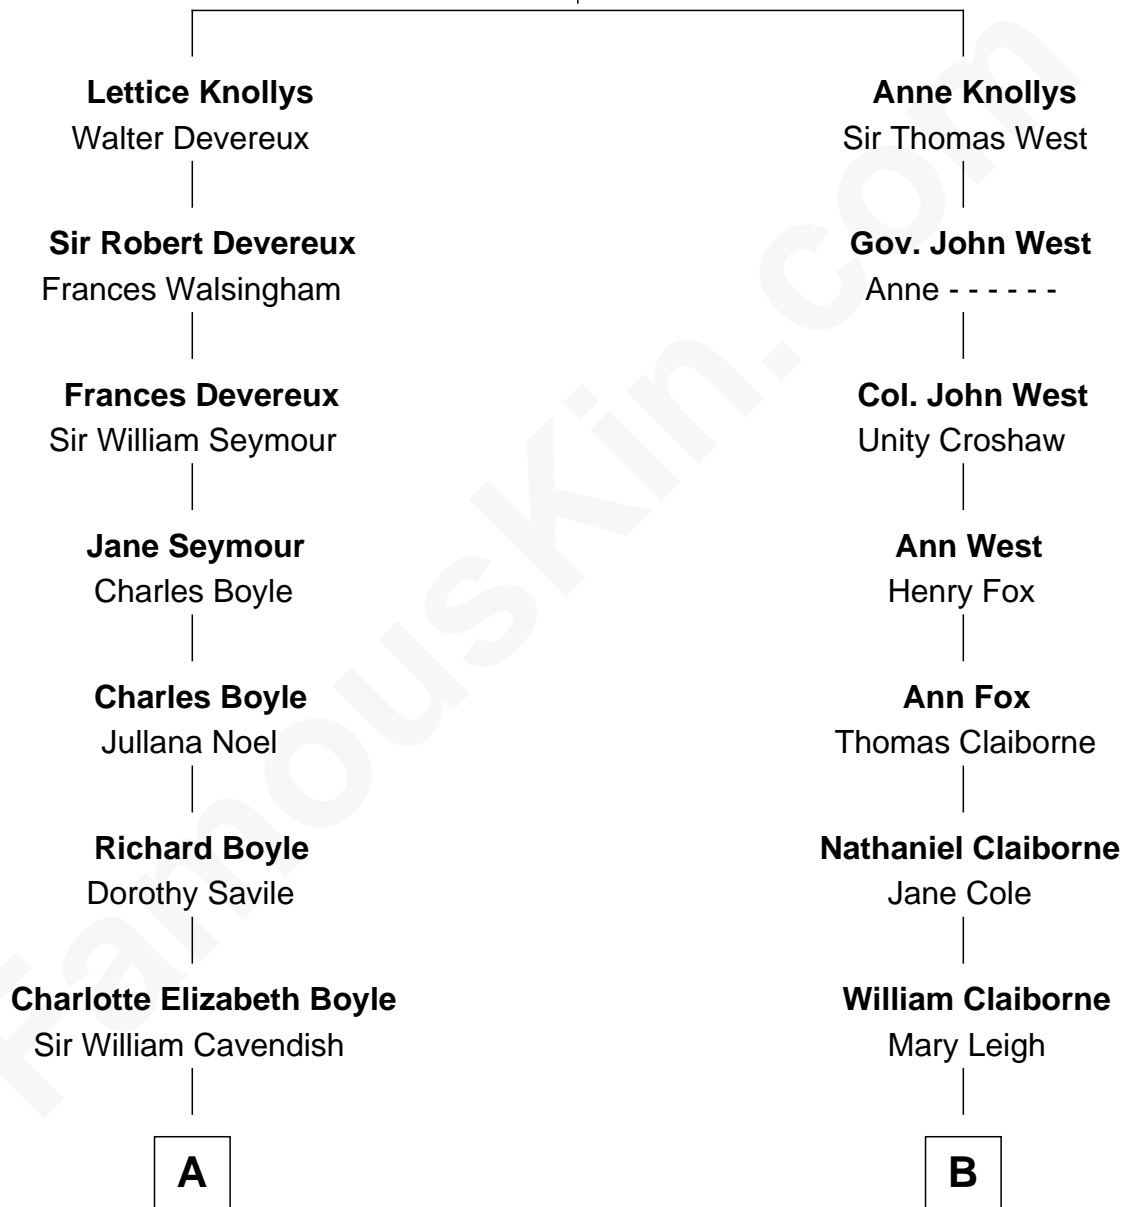 Lettice Knollys
Walter Devereux
Sir Robert Devereux
Frances Walsingham
Frances Devereux
Sir William Seymour
Jane Seymour
Charles Boyle
Charles Boyle
Jullana Noel
Richard Boyle
Dorothy Savile
Charlotte Elizabeth Boyle
Sir William Cavendish
A
Anne Knollys
Sir Thomas West
Gov. John West
Anne - - - - - -
Col. John West
Unity Croshaw
Ann West
Henry Fox
Ann Fox
Thomas Claiborne
Nathaniel Claiborne
Jane Cole
William Claiborne
Mary Leigh
B
FamousKin.com